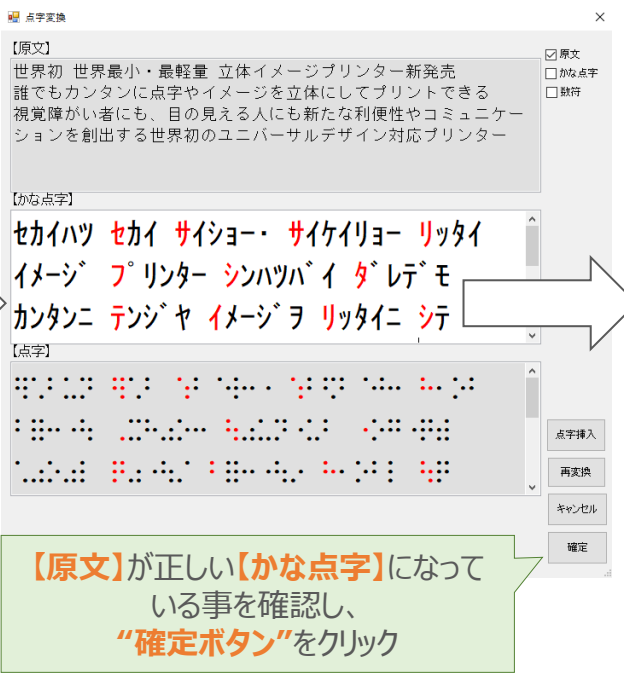 点字変換
【原文】
世界初 世界最小・最軽量 立体イメージプリンター新発売
誰でもカンタンに点字やイメージを立体にしてプリントできる
視覚障がい者にも、目の見える人にも新たな利便性やコミュニケー
ションを創出する世界初のユニバーサルデザイン対応プリンター
原文
かな点字
数符
【かな点字】
セカイハツ セカイ サイショー・ サイケイリョー リッタイ
イメージ プリンター シンハツバイ ダレデモ
カンタンニ テンジヤ イメージヲ リッタイニ シテ
【点字】
点字挿入
再変換
キャンセル
確定
【原文】が正しい【かな点字】になって
いる事を確認し、
“確定ボタン”をクリック